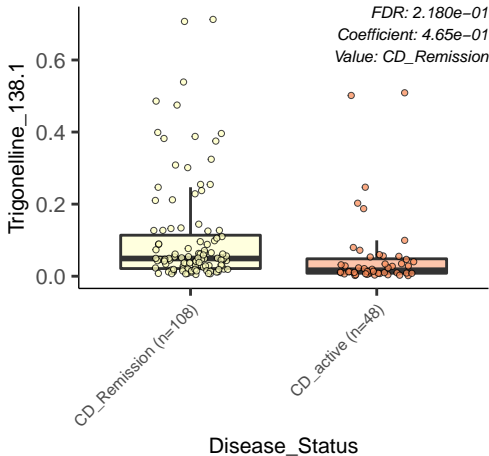 FDR: 2.180e−01
Coefficient: 4.65e−01
Value: CD_Remission
Trigonelline_138.1
0.6
0.4
0.2
0.0
CD_Remission (n=108)
CD_active (n=48)
Disease_Status